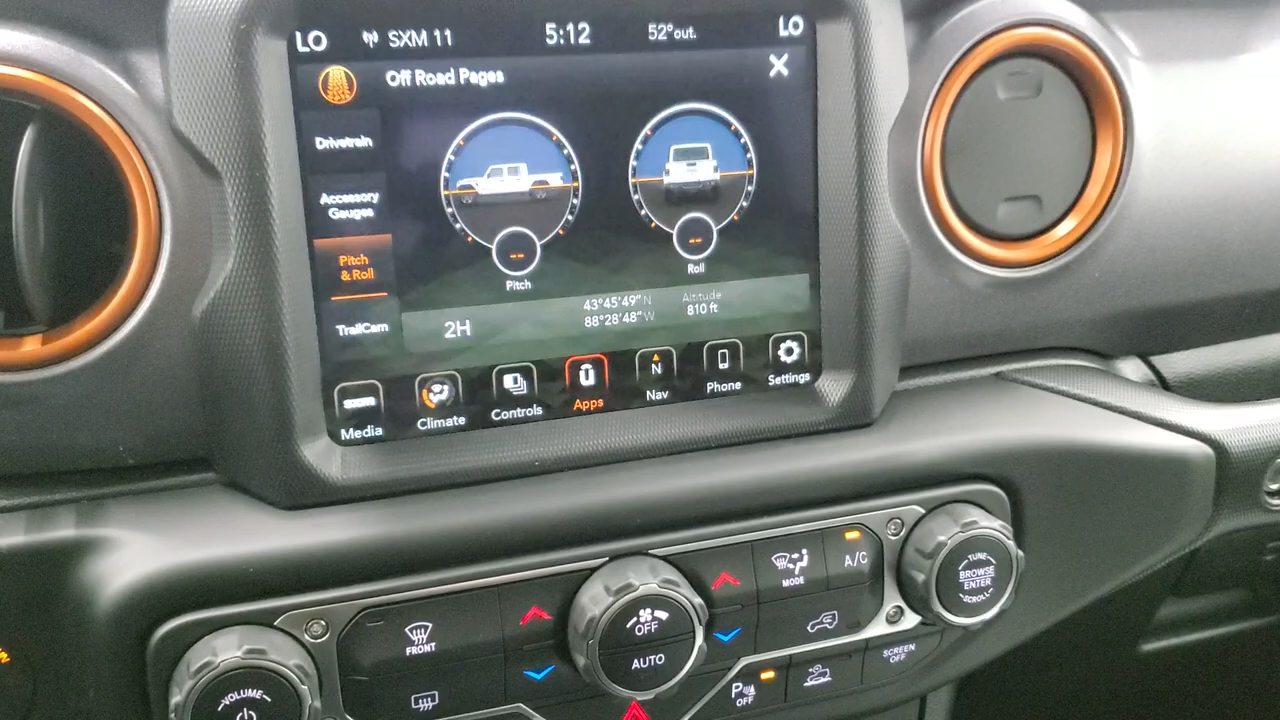 LO SXM 11 5:12 52°out. LO
Off Road Pages
Drivetrain
Accessory
Gauges
Pitch
& Roll
TrailCam
--
Pitch
--
Roll
2H
43°45'49" N
88°28'48" W
Altitude
810 ft
Media
Climate
Controls
Apps
N
Nav
Phone
Settings
FRONT
OFF
AUTO
MODE
A/C
TUNE
BROWSE
ENTER
SCROLL
VOLUME
P
OFF
SCREEN
OFF